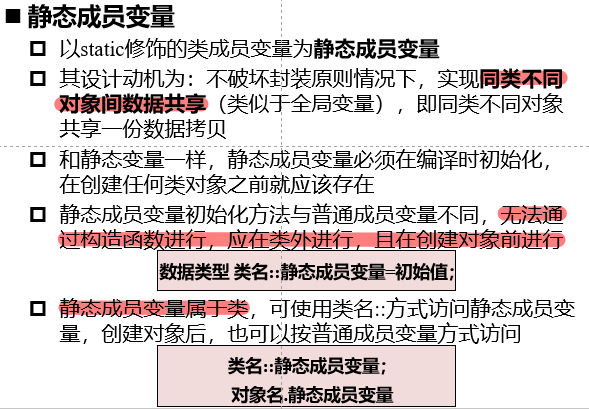 ■ 静态成员变量
以static修饰的类成员变量为静态成员变量
其设计动机为：不破坏封装原则情况下，实现同类不同
对象间数据共享（类似于全局变量），即同类不同对象
共享一份数据拷贝
和静态变量一样，静态成员变量必须在编译时初始化，
在创建任何类对象之前就应该存在
静态成员变量初始化方法与普通成员变量不同，无法通
过构造函数进行，应在类外进行，且在创建对象前进行
数据类型 类名::静态成员变量=初始值;
静态成员变量属于类，可使用类名::方式访问静态成员变
量，创建对象后，也可以按普通成员变量方式访问
类名::静态成员变量;
对象名.静态成员变量